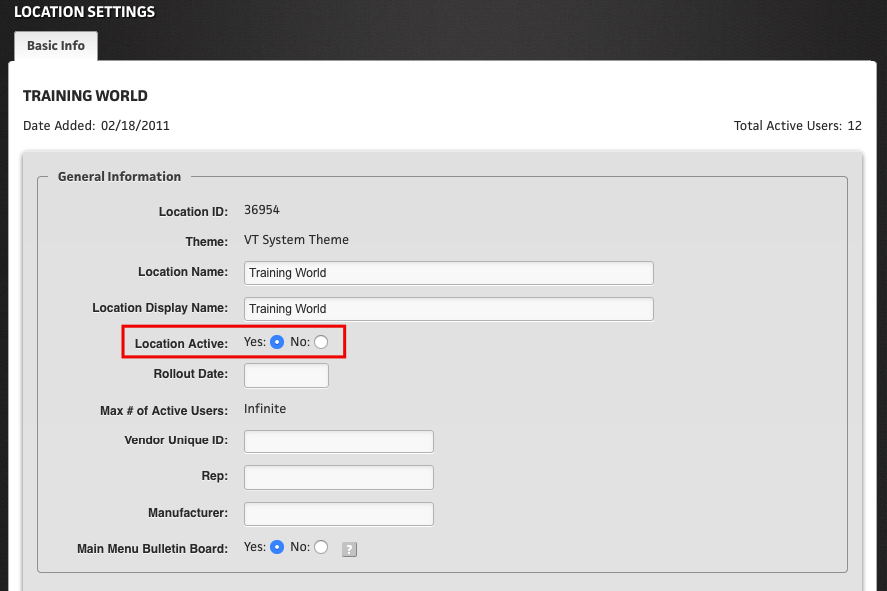 LOCATION SETTINGS
Basic Info
TRAINING WORLD
Date Added: 02/18/2011 Total Active Users: 12
General Information
Location ID: 36954
Theme: VT System Theme
Location Name: Training World
Location Display Name: Training World
Location Active: Yes: No:
Rollout Date:
Max # of Active Users: Infinite
Vendor Unique ID:
Rep:
Manufacturer:
Main Menu Bulletin Board: Yes: No: ?